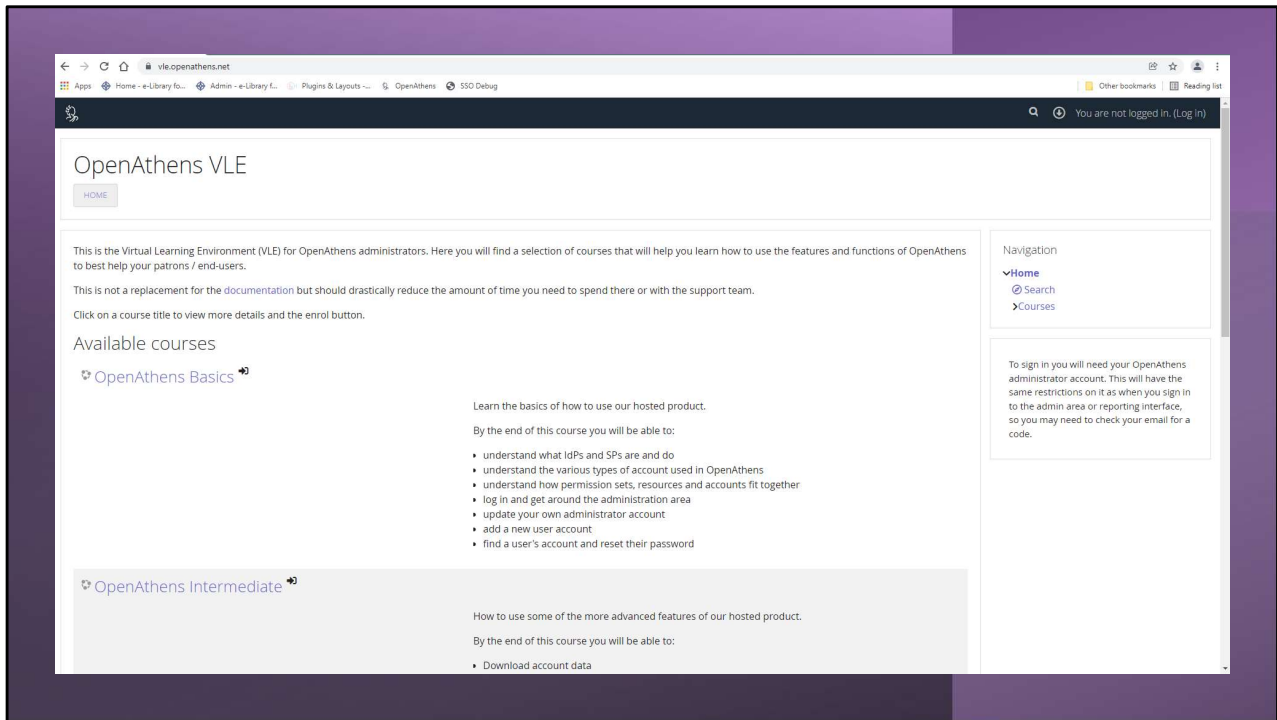 vle.openathens.net
Apps Home - e-Library fo... Admin - e-Library f... Plugins & Layouts -... OpenAthens SSO Debug Other bookmarks Reading list
You are not logged in. (Log in)
OpenAthens VLE
HOME
This is the Virtual Learning Environment (VLE) for OpenAthens administrators. Here you will find a selection of courses that will help you learn how to use the features and functions of OpenAthens
to best help your patrons / end-users.
This is not a replacement for the documentation but should drastically reduce the amount of time you need to spend there or with the support team.
Click on a course title to view more details and the enrol button.
Available courses
OpenAthens Basics
Learn the basics of how to use our hosted product.
By the end of this course you will be able to:
• understand what IdPs and SPs are and do
• understand the various types of account used in OpenAthens
• understand how permission sets, resources and accounts fit together
• log in and get around the administration area
• update your own administrator account
• add a new user account
• find a user's account and reset their password
OpenAthens Intermediate
How to use some of the more advanced features of our hosted product.
By the end of this course you will be able to:
• Download account data
Navigation
Home
Search
Courses
To sign in you will need your OpenAthens
administrator account. This will have the
same restrictions on it as when you sign in
to the admin area or reporting interface,
so you may need to check your email for a
code.